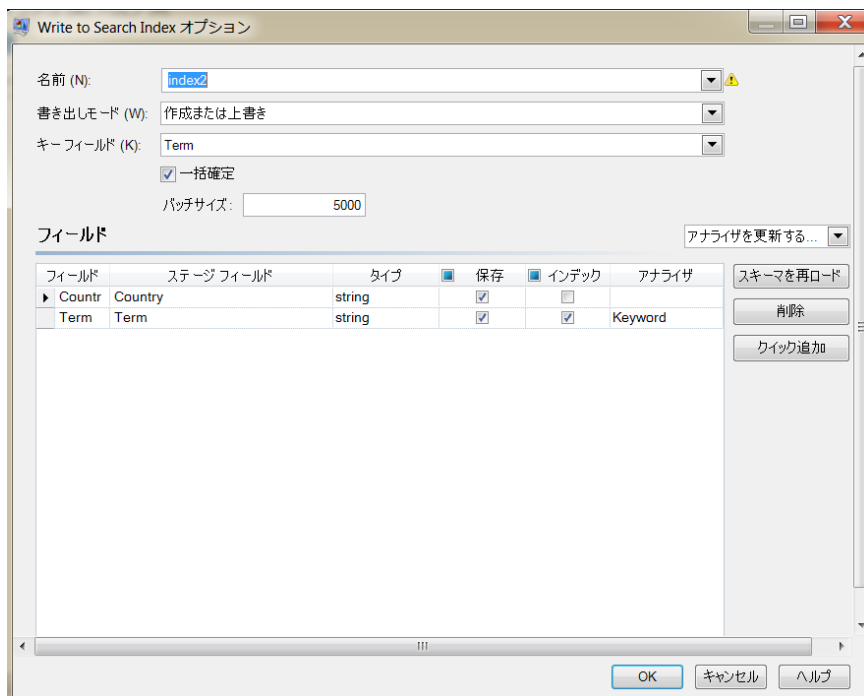 Write to Search Index オプション
名前 (N): index2
書き出しモード (W): 作成または上書き
キー フィールド (K): Term
一括確定
バッチサイズ: 5000
フィールド アナライザを更新する...
フィールド ステージ フィールド タイプ 保存 インデック アナライザ スキーマを再ロード
Countr Country string
Term Term string Keyword 削除
クイック追加
OK キャンセル ヘルプ